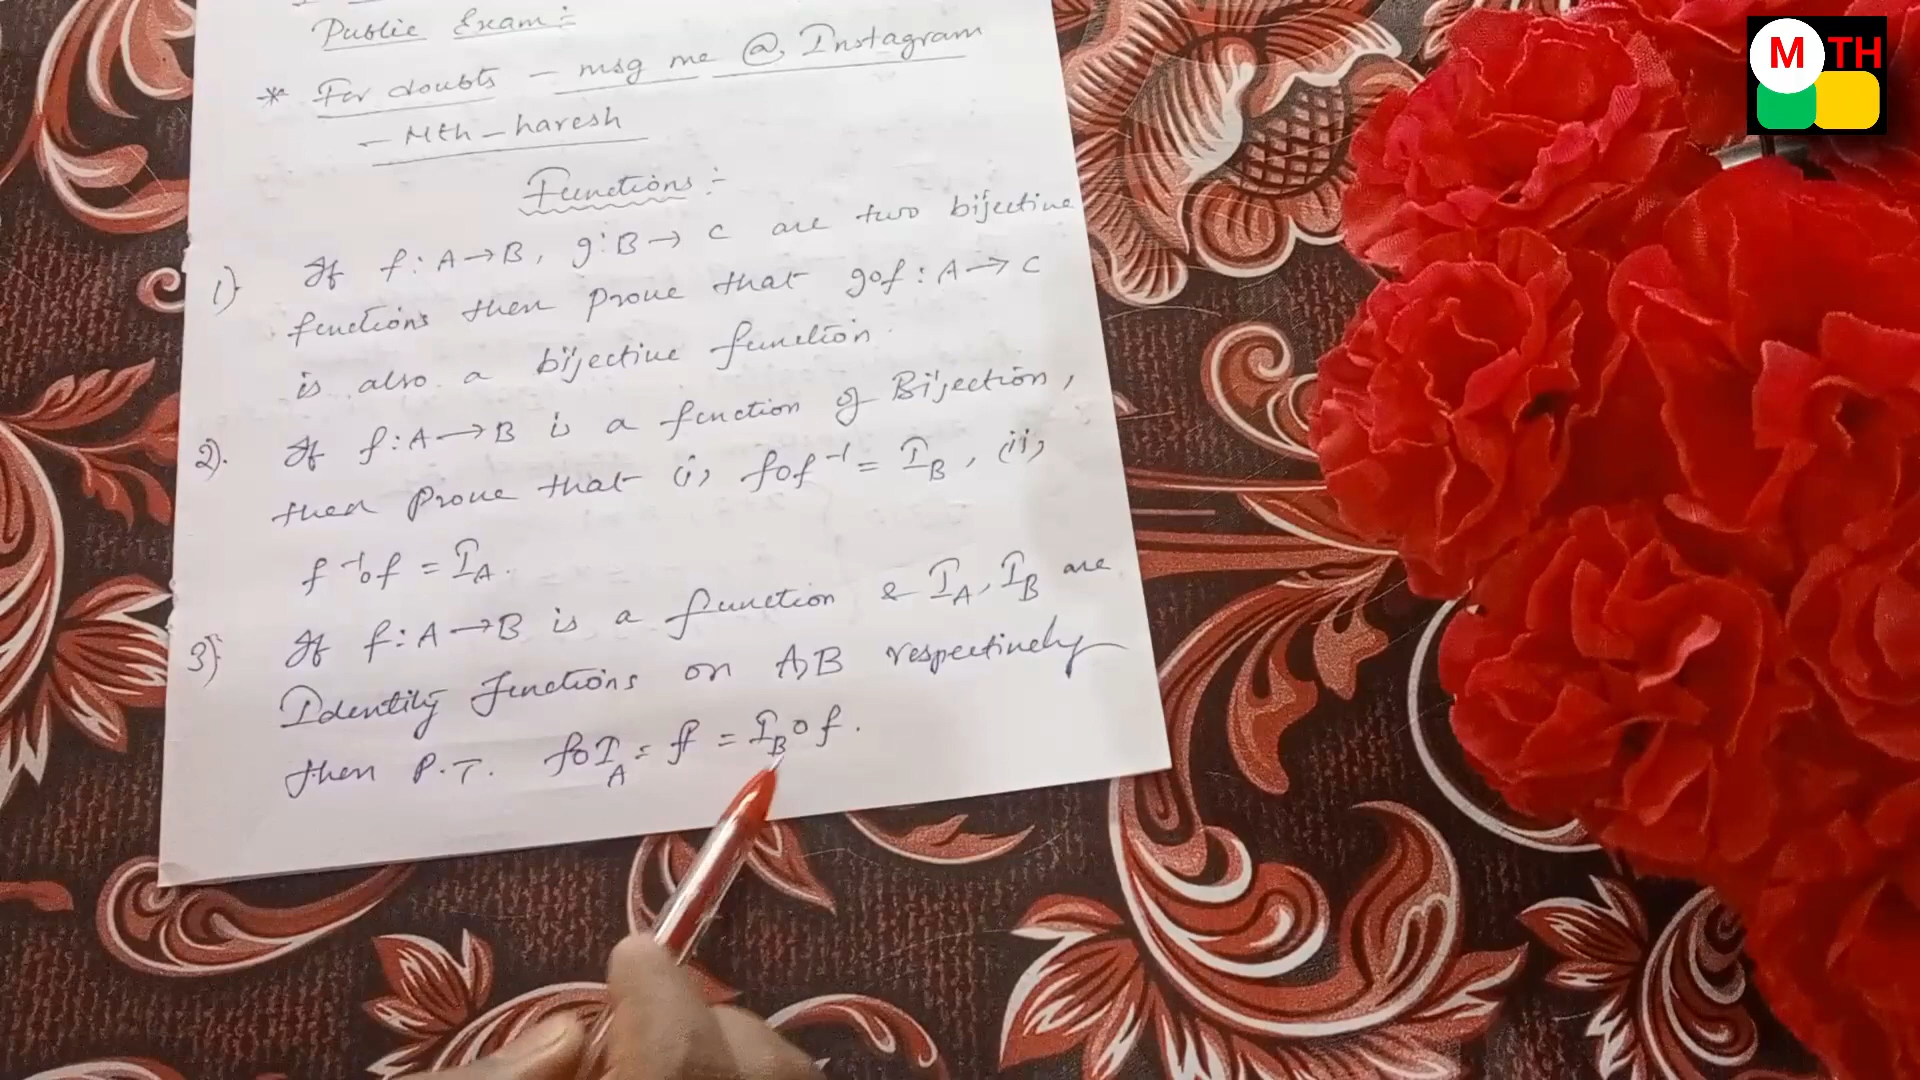 Public Exam:-
* For doubts - msg me @ Instagram
- Mth-haresh
Functions:-
1) If f:A→B, g:B→C are two bijective
functions then prove that gof:A→C
is also a bijective function.
2). If f:A→B is a function of Bijection,
then prove that (i) fof⁻¹ = I_B, (ii)
f⁻¹of = I_A.
3) If f:A→B is a function & I_A, I_B are
Identity functions on A,B respectively
then P.T. foI_A = f = I_B of.
MTH